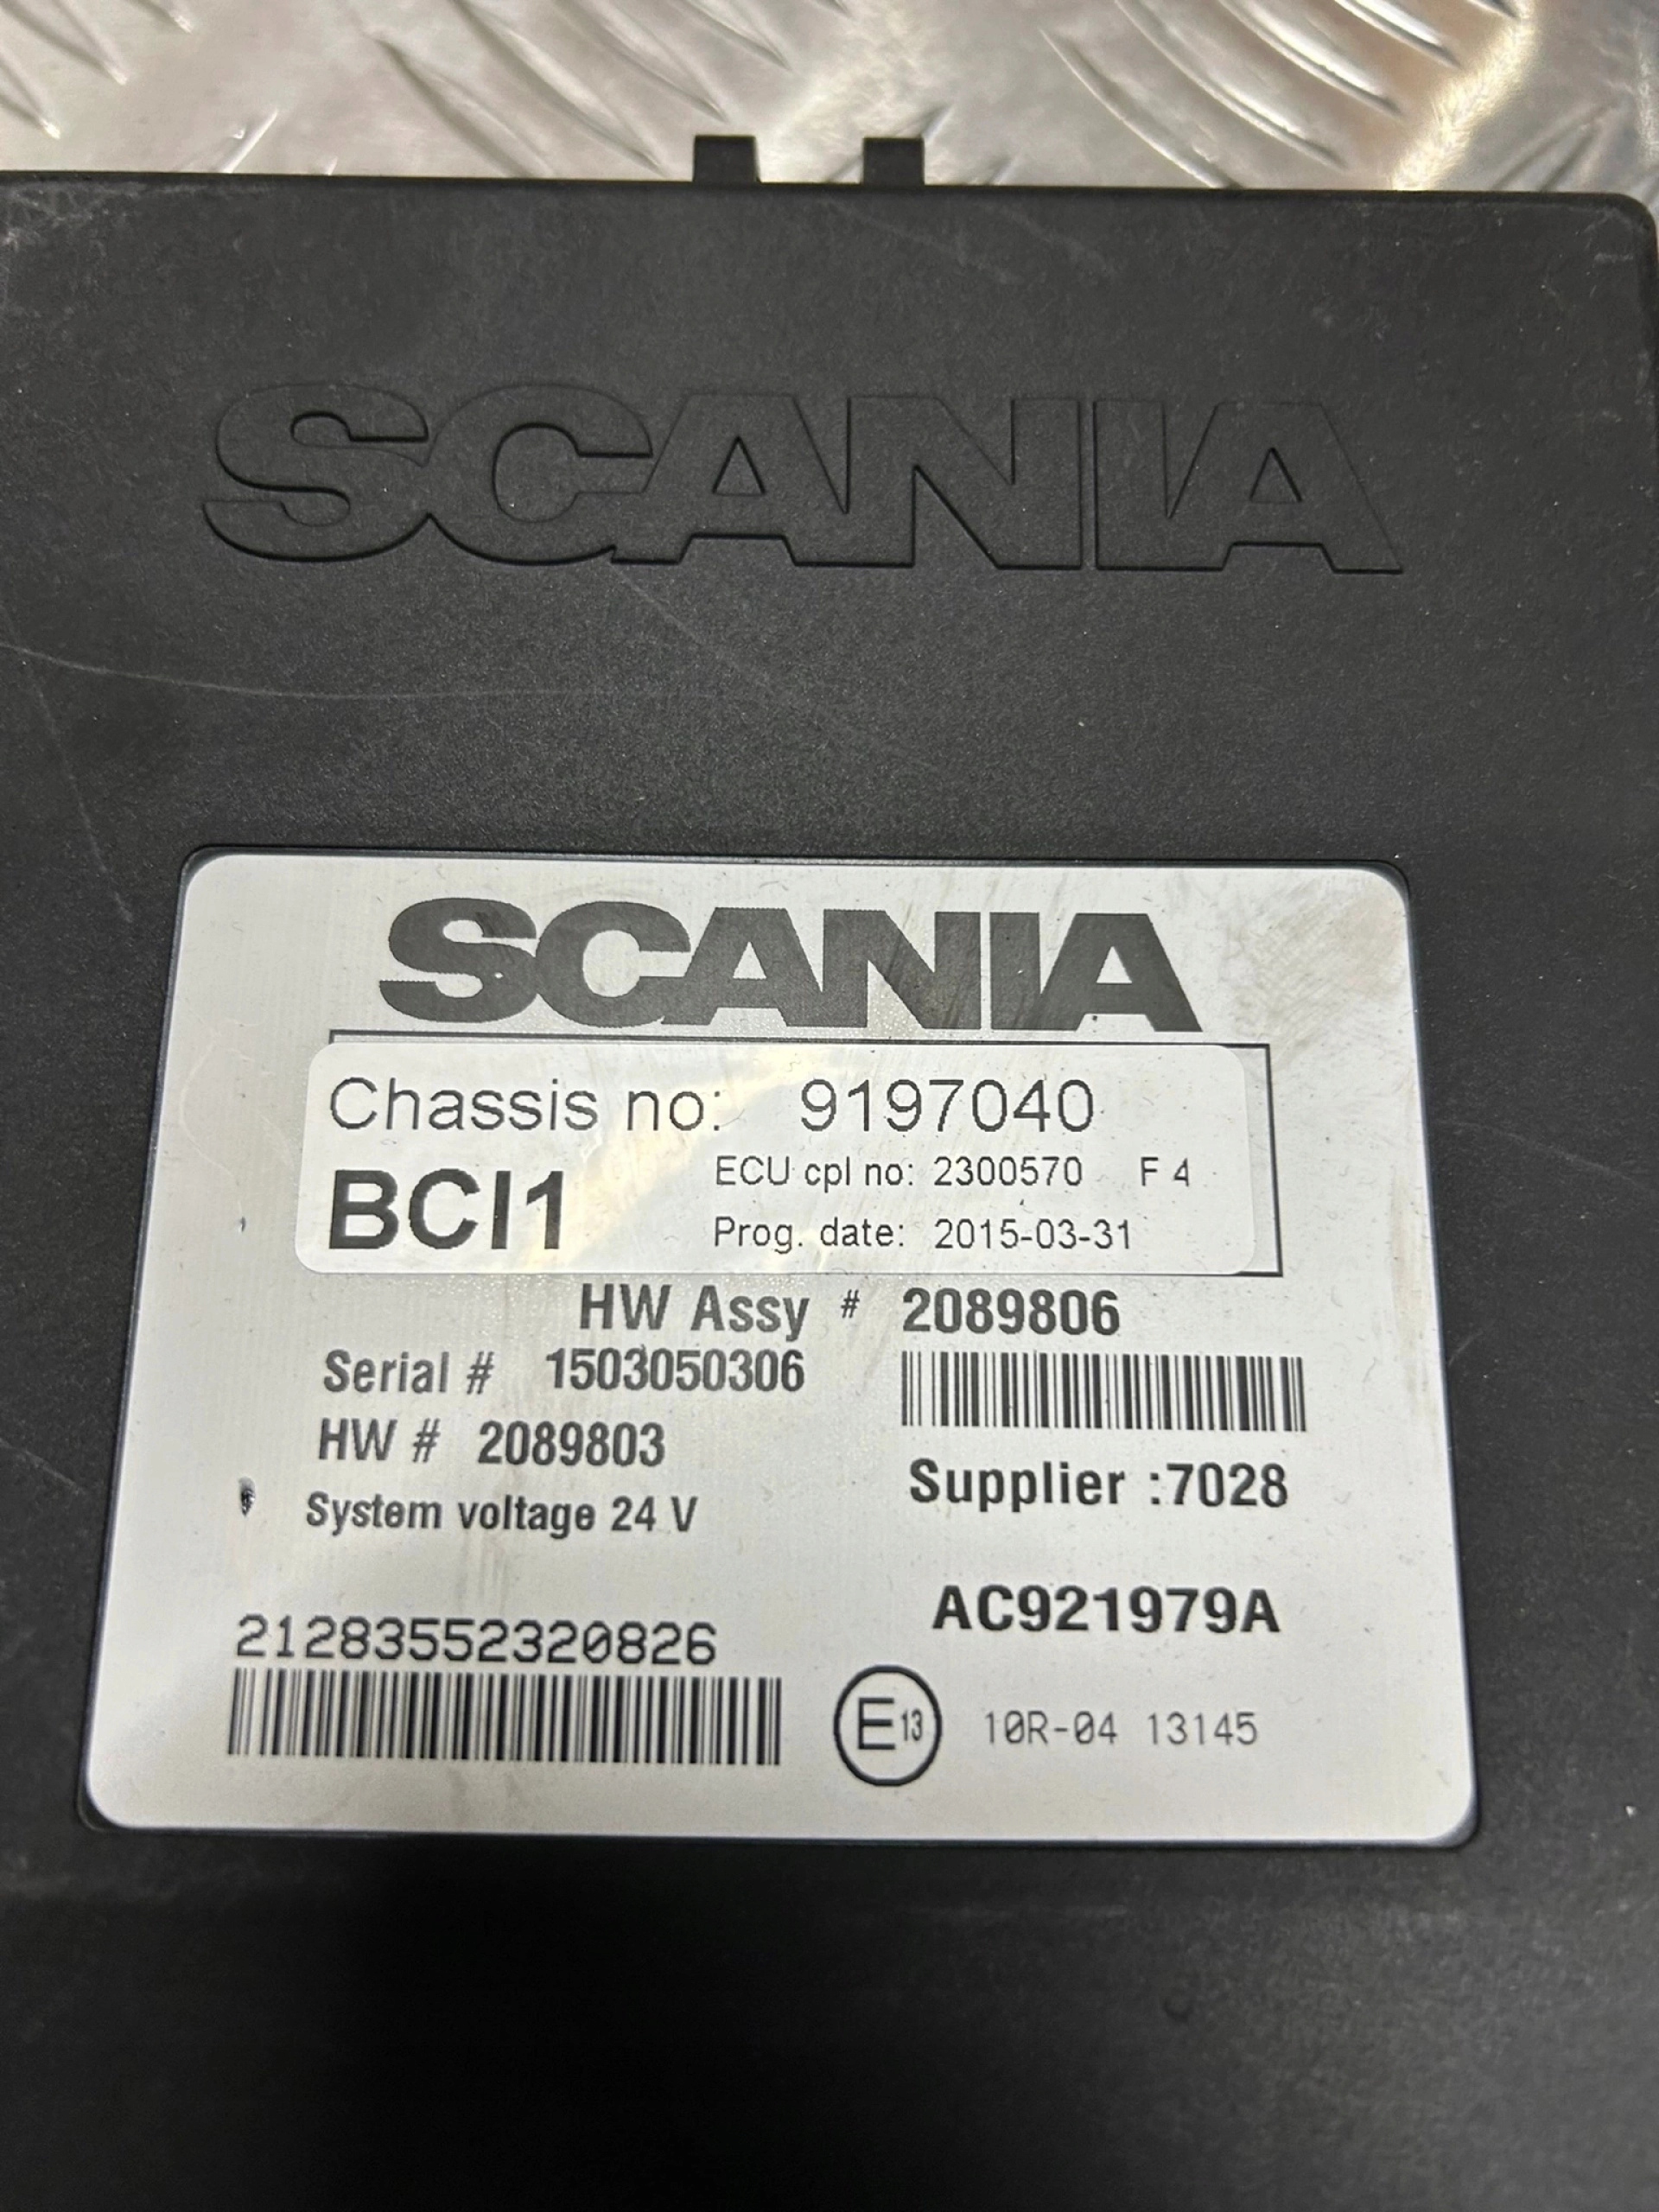 SCANIA
SCANIA
Chassis no: 9197040
BCI1
ECU cpl no: 2300570 F 4
Prog. date: 2015-03-31
HW Assy # 2089806
Serial # 1503050306
HW # 2089803
Supplier :7028
System voltage 24 V
AC921979A
21283552320826
E13 10R-04 13145